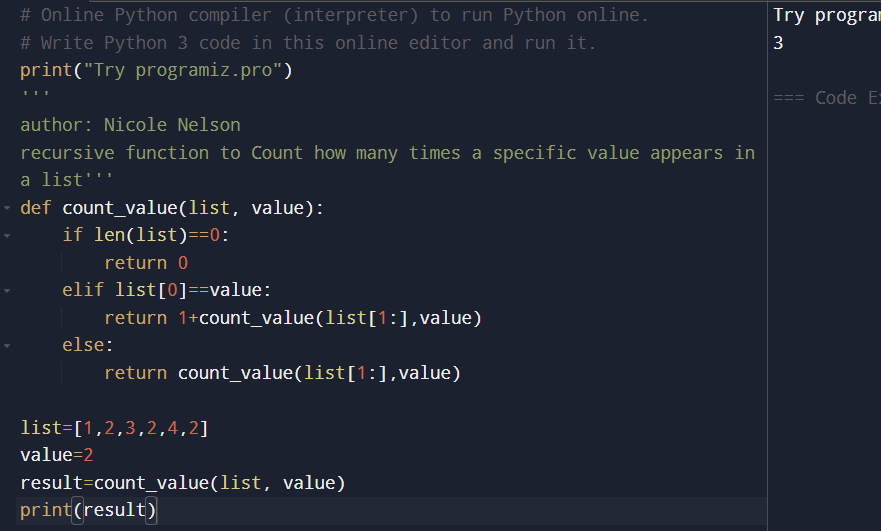 # Online Python compiler (interpreter) to run Python online.
# Write Python 3 code in this online editor and run it.
print("Try programiz.pro")
'''
author: Nicole Nelson
recursive function to Count how many times a specific value appears in
a list'''
def count_value(list, value):
    if len(list)==0:
        return 0
    elif list[0]==value:
        return 1+count_value(list[1:],value)
    else:
        return count_value(list[1:],value)

list=[1,2,3,2,4,2]
value=2
result=count_value(list, value)
print(result)
Try
3
=== Code